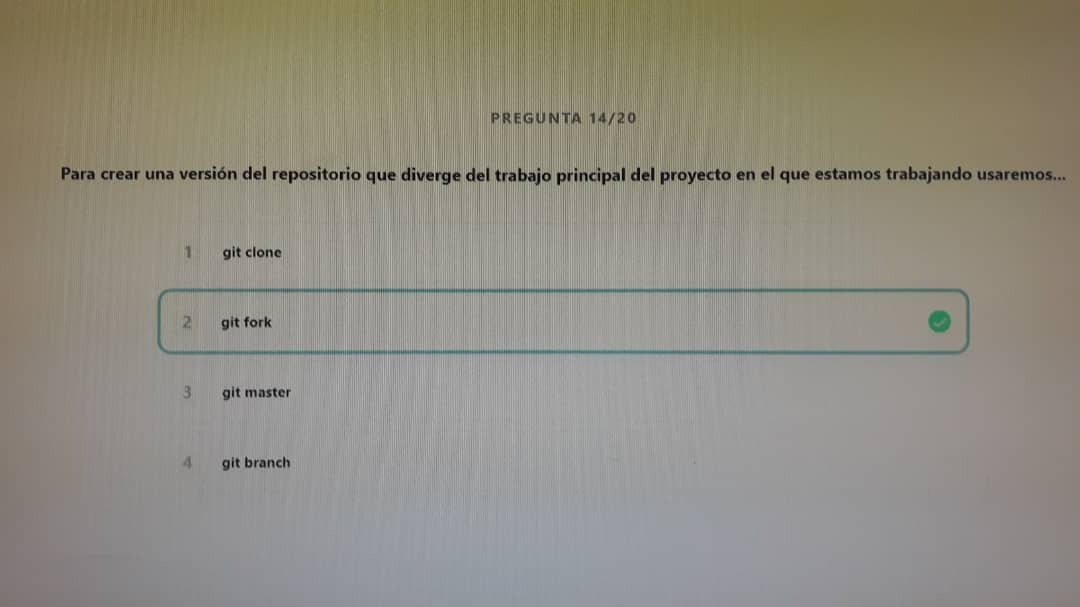 PREGUNTA 14/20
Para crear una versión del repositorio que diverge del trabajo principal del proyecto en el que estamos trabajando usaremos...
1 git clone
2 git fork
3 git master
4 git branch